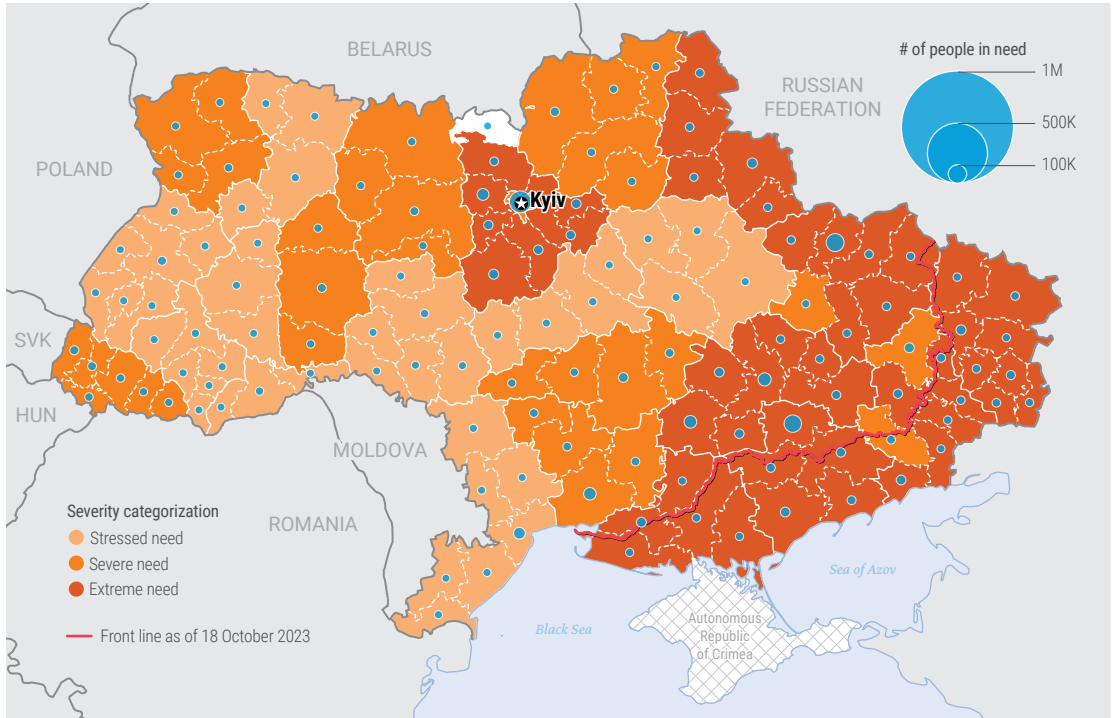 BELARUS
# of people in need
1M
RUSSIAN
FEDERATION
500K
100K
POLAND
Kyiv
SVK
HUN
MOLDOVA
ROMANIA
Severity categorization
Stressed need
Severe need
Extreme need
Front line as of 18 October 2023
Sea of Azov
Black Sea
Autonomous
Republic
of Crimea